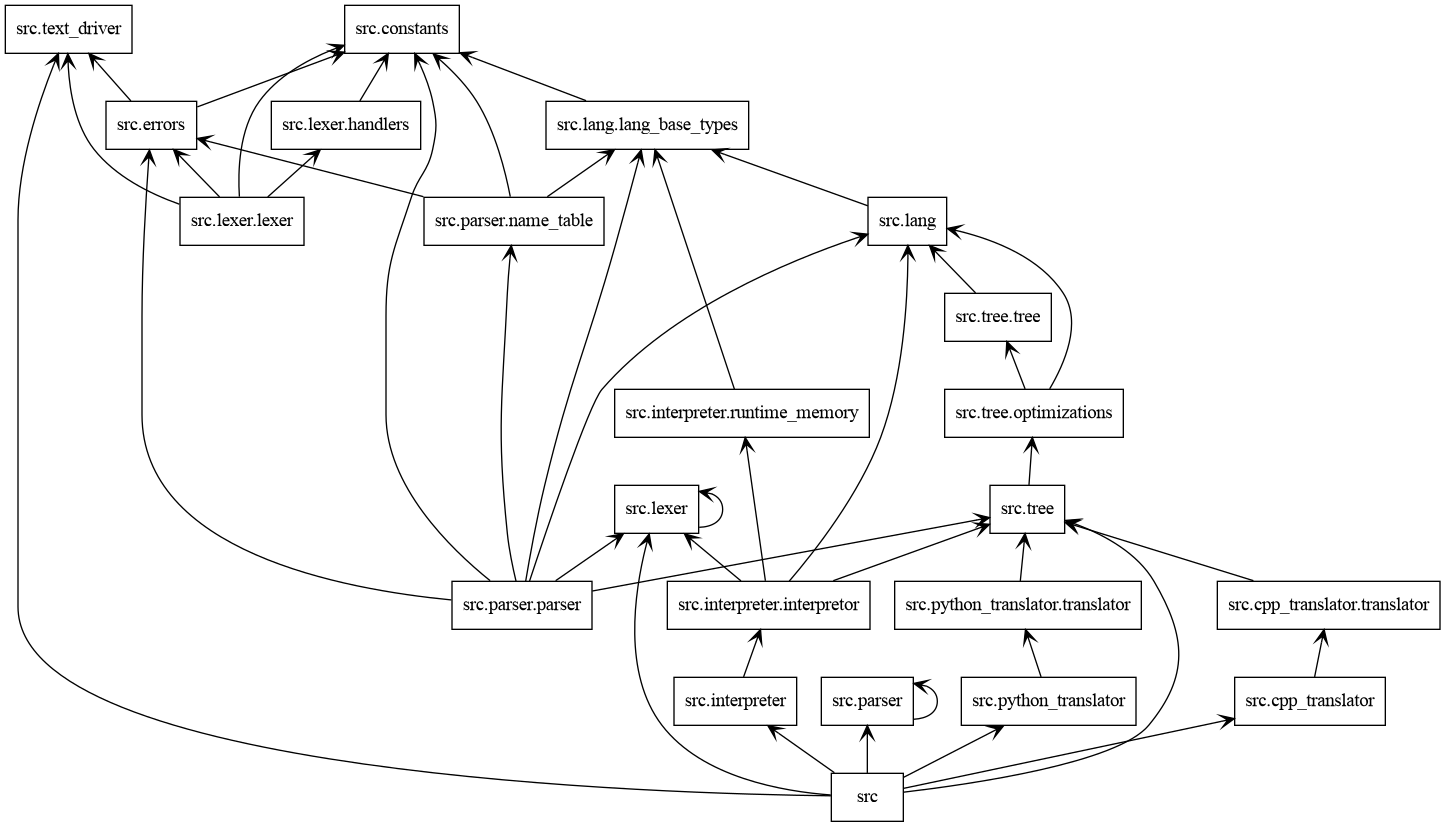 src.text_driver
src.constants
src.errors
src.lexer.handlers
src.lang.lang_base_types
src.lexer.lexer
src.parser.name_table
src.lang
src.tree.tree
src.interpreter.runtime_memory
src.tree.optimizations
src.lexer
src.tree
src.parser.parser
src.interpreter.interpretor
src.python_translator.translator
src.cpp_translator.translator
src.interpreter
src.parser
src.python_translator
src.cpp_translator
src